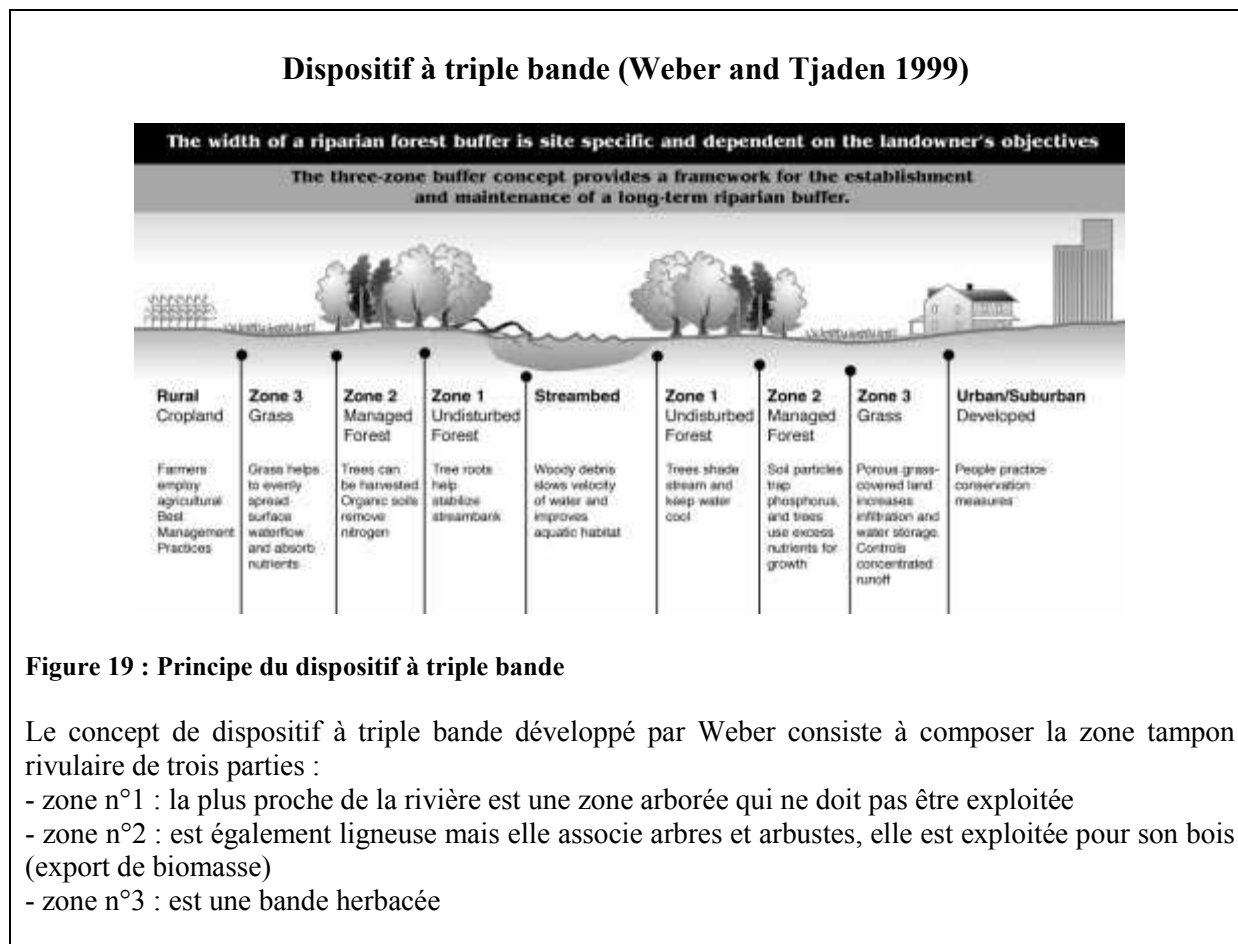 Dispositif à triple bande (Weber and Tjaden 1999)
The width of a riparian forest buffer is site specific and dependent on the landowner's objectives
The three-zone buffer concept provides a framework for the establishment
and maintenance of a long-term riparian buffer.
Rural
Cropland
Farmers
employ
agricultural
Best
Management
Practices
Zone 3
Grass
Grass helps
to evenly
spread
surface
waterflow
and absorb
nutrients
Zone 2
Managed
Forest
Trees can
be harvested.
Organic soils
remove
nitrogen
Zone 1
Undisturbed
Forest
Tree roots
help
stabilize
streambank
Streambed
Woody debris
slows velocity
of water and
improves
aquatic habitat
Zone 1
Undisturbed
Forest
Trees shade
stream and
keep water
cool
Zone 2
Managed
Forest
Soil particles
trap
phosphorus,
and trees
use excess
nutrients for
growth
Zone 3
Grass
Porous grass-
covered land
increases
infiltration and
water storage.
Controls
concentrated
runoff
Urban/Suburban
Developed
People practice
conservation
measures
Figure 19 : Principe du dispositif à triple bande
Le concept de dispositif à triple bande développé par Weber consiste à composer la zone tampon
rivulaire de trois parties :
- zone n°1 : la plus proche de la rivière est une zone arborée qui ne doit pas être exploitée
- zone n°2 : est également ligneuse mais elle associe arbres et arbustes, elle est exploitée pour son bois
(export de biomasse)
- zone n°3 : est une bande herbacée